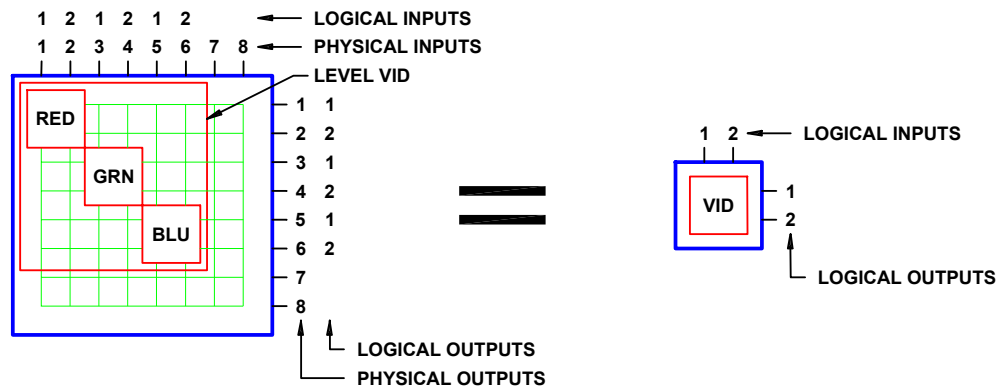 1 2 1 2 1 2 LOGICAL INPUTS
1 2 3 4 5 6 7 8 PHYSICAL INPUTS
LEVEL VID
RED 1 1
2 2
3 1
GRN
4 2
5 1
BLU
6 2
7
8
LOGICAL OUTPUTS
PHYSICAL OUTPUTS
1 2 LOGICAL INPUTS
VID 1
2
LOGICAL OUTPUTS